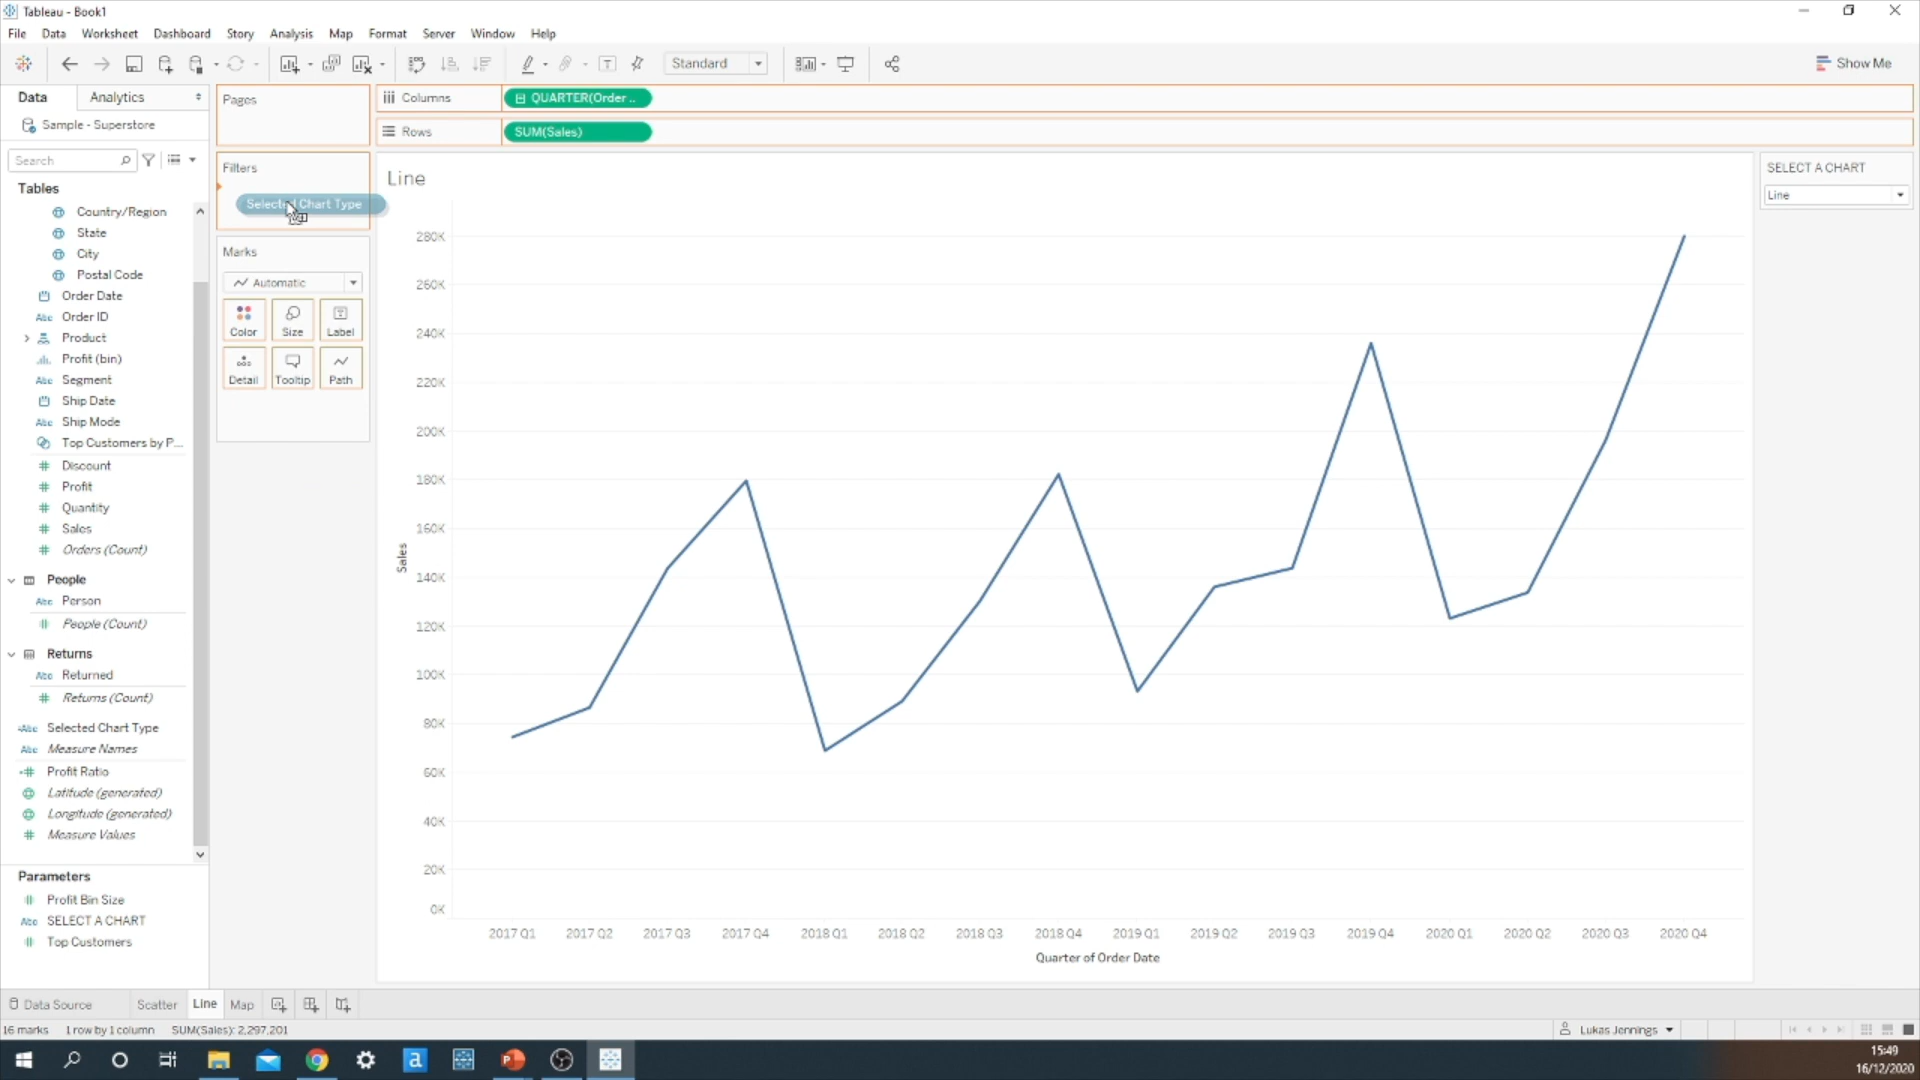 Tableau - Book1
File Data Worksheet Dashboard Story Analysis Map Format Server Window Help
Standard
Show Me
Data Analytics
Sample - Superstore
Search
Tables
Country/Region
State
City
Postal Code
Order Date
Abc Order ID
Product
Profit (bin)
Abc Segment
Ship Date
Abc Ship Mode
Top Customers by P...
# Discount
# Profit
# Quantity
# Sales
# Orders (Count)
People
Abc Person
# People (Count)
Returns
Abc Returned
# Returns (Count)
=Abc Selected Chart Type
Abc Measure Names
=# Profit Ratio
Latitude (generated)
Longitude (generated)
# Measure Values
Parameters
# Profit Bin Size
Abc SELECT A CHART
# Top Customers
Pages
Filters
Selected Chart Type
Marks
Automatic
Color Size Label
Detail Tooltip Path
Columns QUARTER(Order ..
Rows SUM(Sales)
Line
280K
260K
240K
220K
200K
180K
160K
140K
120K
100K
80K
60K
40K
20K
0K
Sales
2017 Q1 2017 Q2 2017 Q3 2017 Q4 2018 Q1 2018 Q2 2018 Q3 2018 Q4 2019 Q1 2019 Q2 2019 Q3 2019 Q4 2020 Q1 2020 Q2 2020 Q3 2020 Q4
Quarter of Order Date
SELECT A CHART
Line
Data Source Scatter Line Map
16 marks 1 row by 1 column SUM(Sales): 2,297,201
Lukas Jennings
15:49
16/12/2020